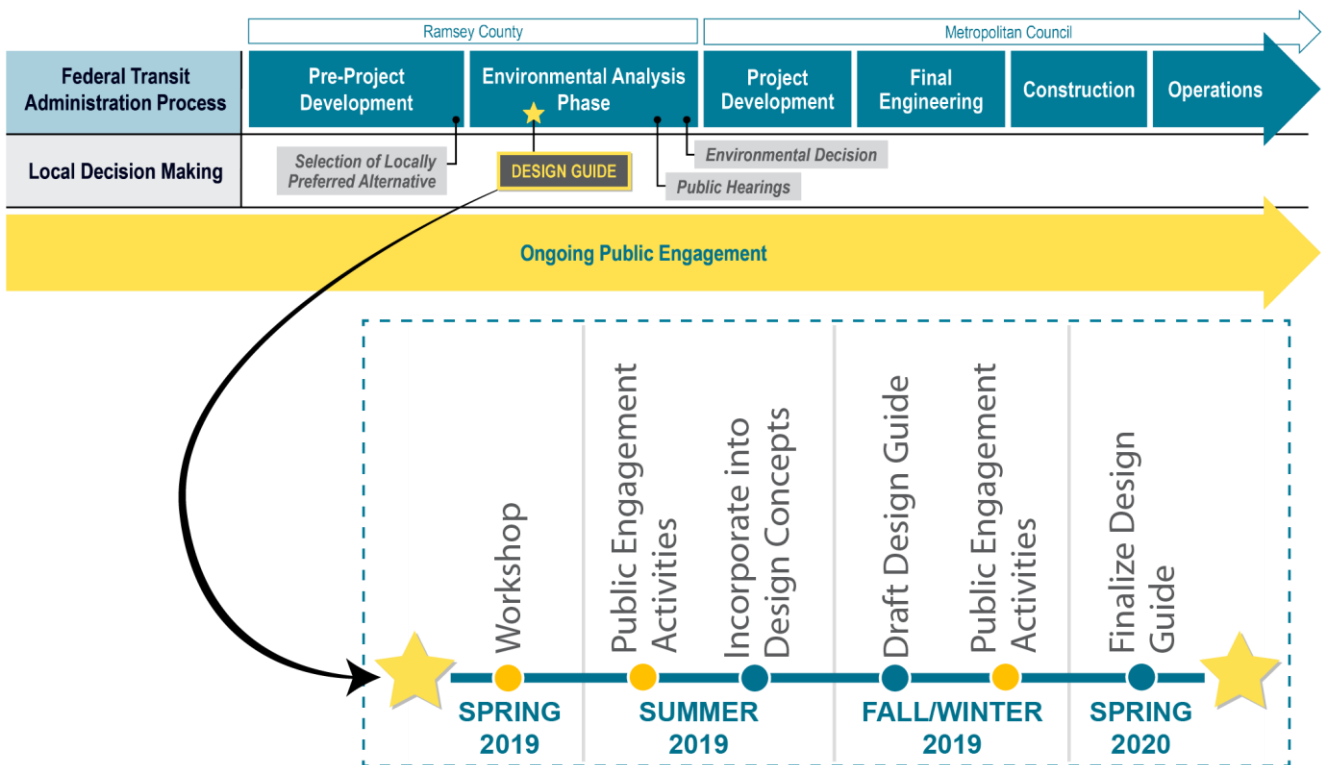 Ramsey County
Metropolitan Council
Federal Transit
Administration Process
Pre-Project
Development
Environmental Analysis
Phase
Project
Development
Final
Engineering
Construction
Operations
Local Decision Making
Selection of Locally
Preferred Alternative
DESIGN GUIDE
Environmental Decision
Public Hearings
Ongoing Public Engagement
Workshop
Public Engagement
Activities
Incorporate into
Design Concepts
Draft Design Guide
Public Engagement
Activities
Finalize Design
Guide
SPRING
2019
SUMMER
2019
FALL/WINTER
2019
SPRING
2020